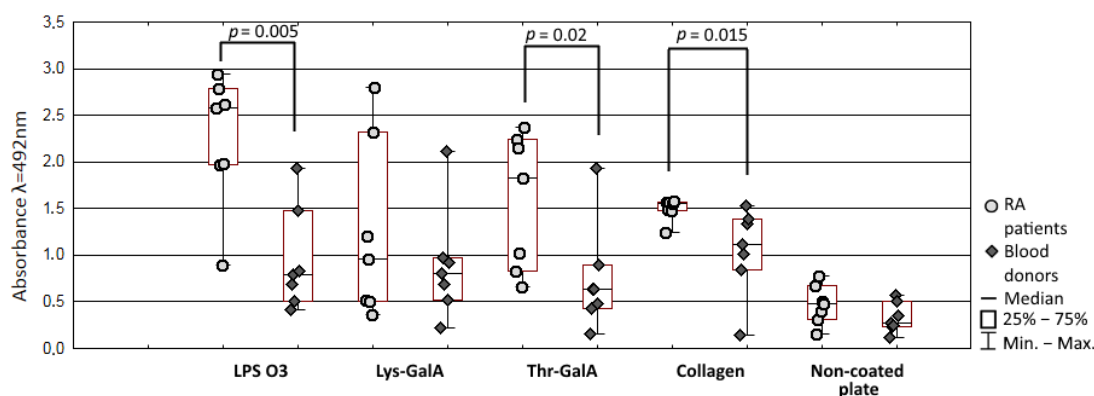 3.5
p = 0.005
p = 0.02
p = 0.015
3.0
2.5
2.0
1.5
1.0
0.5
0.0
Absorbance λ=492nm
LPS O3
Lys-GalA
Thr-GalA
Collagen
Non-coated
plate
RA
patients
Blood
donors
Median
25% – 75%
Min. – Max.